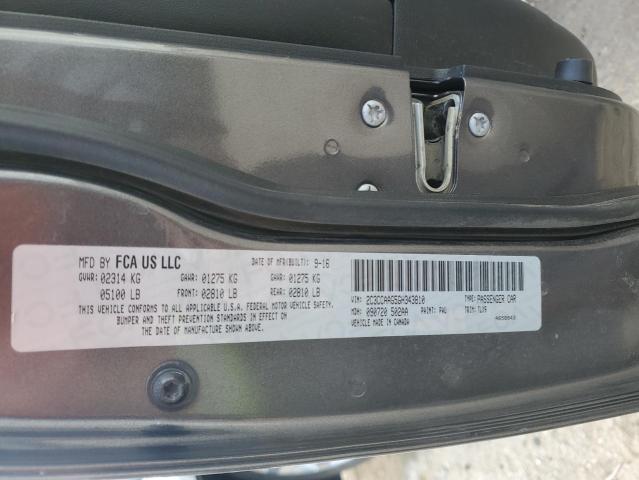 MFD BY FCA US LLC DATE OF MFR(BUILT): 9-16
GVWR: 02314 KG GAWR: 01275 KG GAWR: 01275 KG
05100 LB FRONT: 02810 LB REAR: 02810 LB
THIS VEHICLE CONFORMS TO ALL APPLICABLE U.S.A. FEDERAL MOTOR VEHICLE SAFETY,
BUMPER AND THEFT PREVENTION STANDARDS IN EFFECT ON
THE DATE OF MANUFACTURE SHOWN ABOVE.
VIN: 2C3CCAAG5GH343810 TYPE: PASSENGER CAR
MDH: 090720 502AA PAINT: PAU TRIM: TLX9
MADE IN CANADA